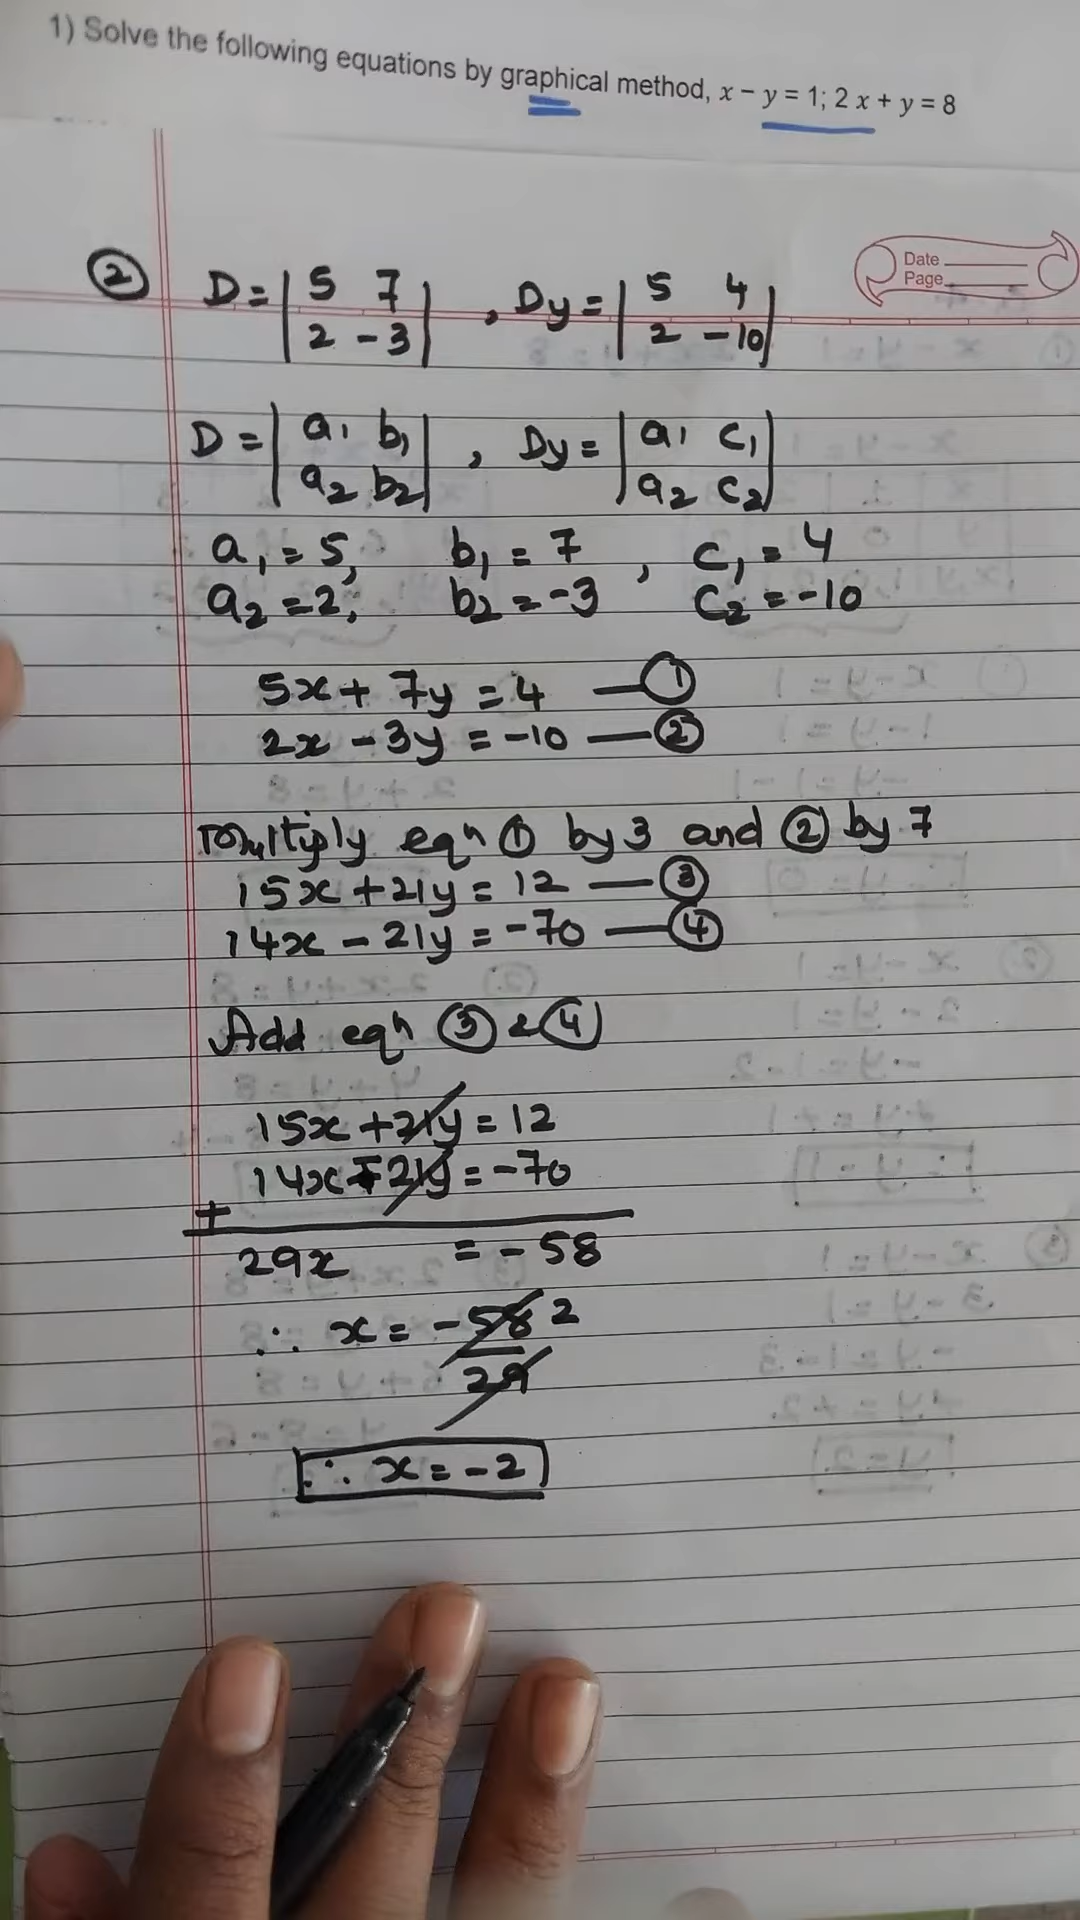 1) Solve the following equations by graphical method, x − y = 1; 2 x + y = 8
Date
Page
② D = | 5 7 | , Dy = | 5 4 |
| 2 -3 | | 2 -10 |
D = | a1 b1 | , Dy = | a1 c1 |
| a2 b2 | | a2 c2 |
a1 = 5, b1 = 7 , c1 = 4
a2 = 2, b2 = -3 c2 = -10
5x + 7y = 4 — ①
2x - 3y = -10 — ②
Multiply eqn ① by 3 and ② by 7
15x + 21y = 12 — ③
14x - 21y = -70 — ④
Add eqn ③ & ④
15x + 21y = 12
14x - 21y = -70
+
29x = -58
∴ x = -58 2
29
∴ x = -2